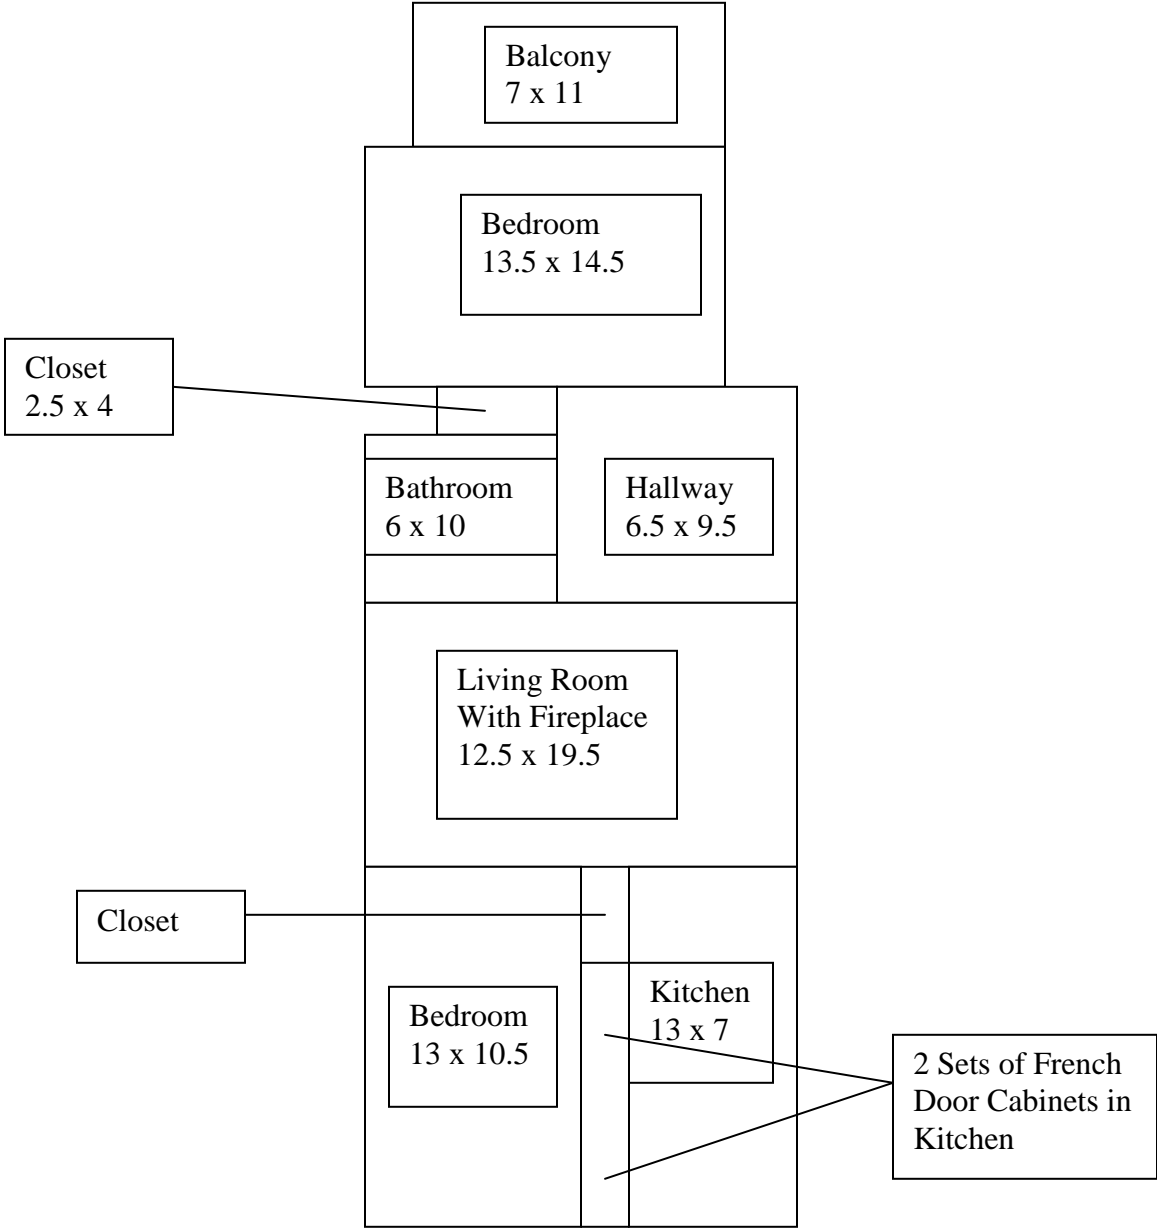 Balcony
7 x 11
Bedroom
13.5 x 14.5
Closet
2.5 x 4
Bathroom
6 x 10
Hallway
6.5 x 9.5
Living Room
With Fireplace
12.5 x 19.5
Closet
Bedroom
13 x 10.5
Kitchen
13 x 7
2 Sets of French
Door Cabinets in
Kitchen